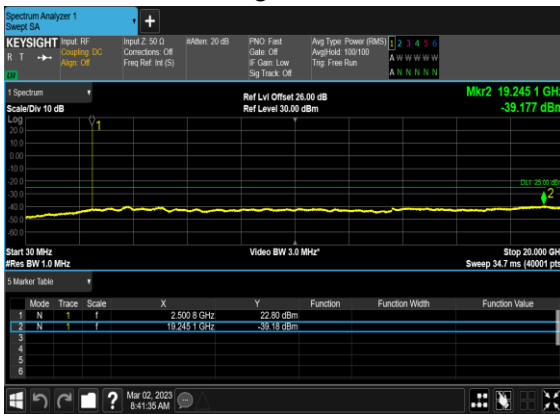 Spectrum Analyzer 1
Swept SA
KEYSIGHT Input: RF Input Z: 50 Ω #Atten: 20 dB PNO: Fast Avg Type: Power (RMS) 1 2 3 4 5 6
R T Coupling: DC Corrections: Off Gate: Off Avg|Hold: 100/100 A W W W W W
Align: Off Freq Ref: Int (S) IF Gain: Low Trig: Free Run
LXI Sig Track: Off A N N N N N
1 Spectrum Ref Lvl Offset 26.00 dB Mkr2 19.245 1 GHz
Scale/Div 10 dB Ref Level 30.00 dBm -39.177 dBm
Log
20.0 1
10.0
0.00
-10.0
-20.0 DL1 -25.00 dBm
-30.0 2
-40.0
-50.0
-60.0
Start 30 MHz Video BW 3.0 MHz* Stop 20.000 GHz
#Res BW 1.0 MHz Sweep 34.7 ms (40001 pts)
5 Marker Table
Mode Trace Scale X Y Function Function Width Function Value
1 N 1 f 2.500 8 GHz 22.80 dBm
2 N 1 f 19.245 1 GHz -39.18 dBm
3
4
5
6
Mar 02, 2023
8:41:35 AM